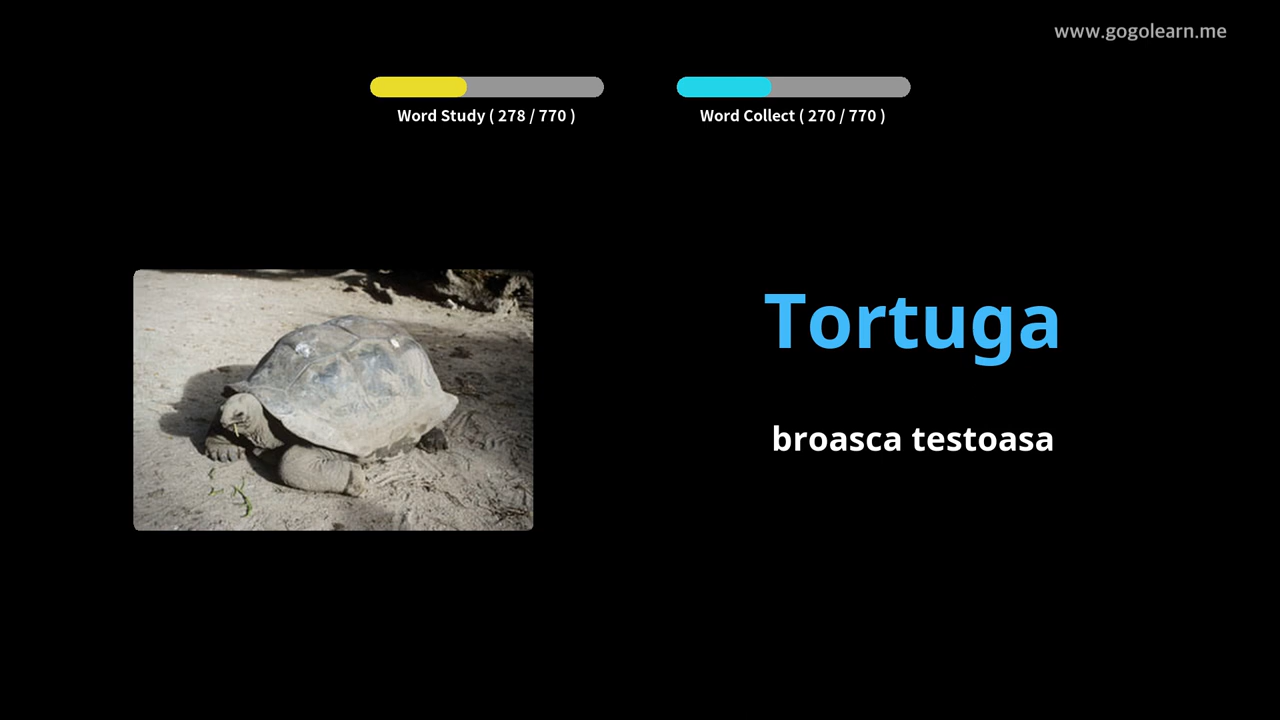 www.gogolearn.me
Word Study ( 278 / 770 )
Word Collect ( 270 / 770 )
Tortuga
broasca testoasa